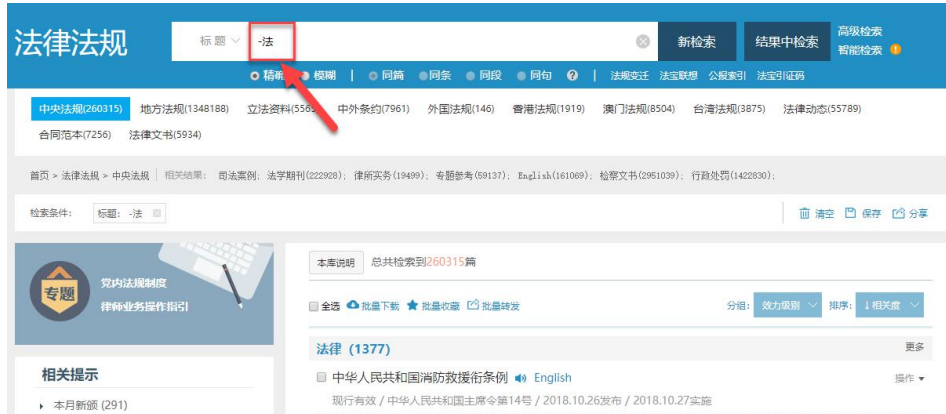 法律法规
标题
-法
新检索
结果中检索
高级检索
智能检索
精确 模糊 | 同篇 同条 同段 同句 | 法规变迁 法宝联想 公报索引 法宝引证码
中央法规(260315) 地方法规(1348188) 立法资料(556 中外条约(7961) 外国法规(146) 香港法规(1919) 澳门法规(8504) 台湾法规(3875) 法律动态(55789)
合同范本(7256) 法律文书(5934)
首页 > 法律法规 > 中央法规 | 相关结果: 司法案例; 法学期刊(222928); 律所实务(19499); 专题参考(59137); English(161069); 检察文书(2951039); 行政处罚(1422830);
检索条件: 标题: -法
清空 保存 分享
专题
党内法规制度
律师业务操作指引
本库说明 总共检索到260315篇
全选 批量下载 批量收藏 批量转发
分组: 效力级别 排序: ↓相关度
法律 (1377) 更多
中华人民共和国消防救援衔条例 English 操作
现行有效 / 中华人民共和国主席令第14号 / 2018.10.26发布 / 2018.10.27实施
相关提示
本月新颁 (291)